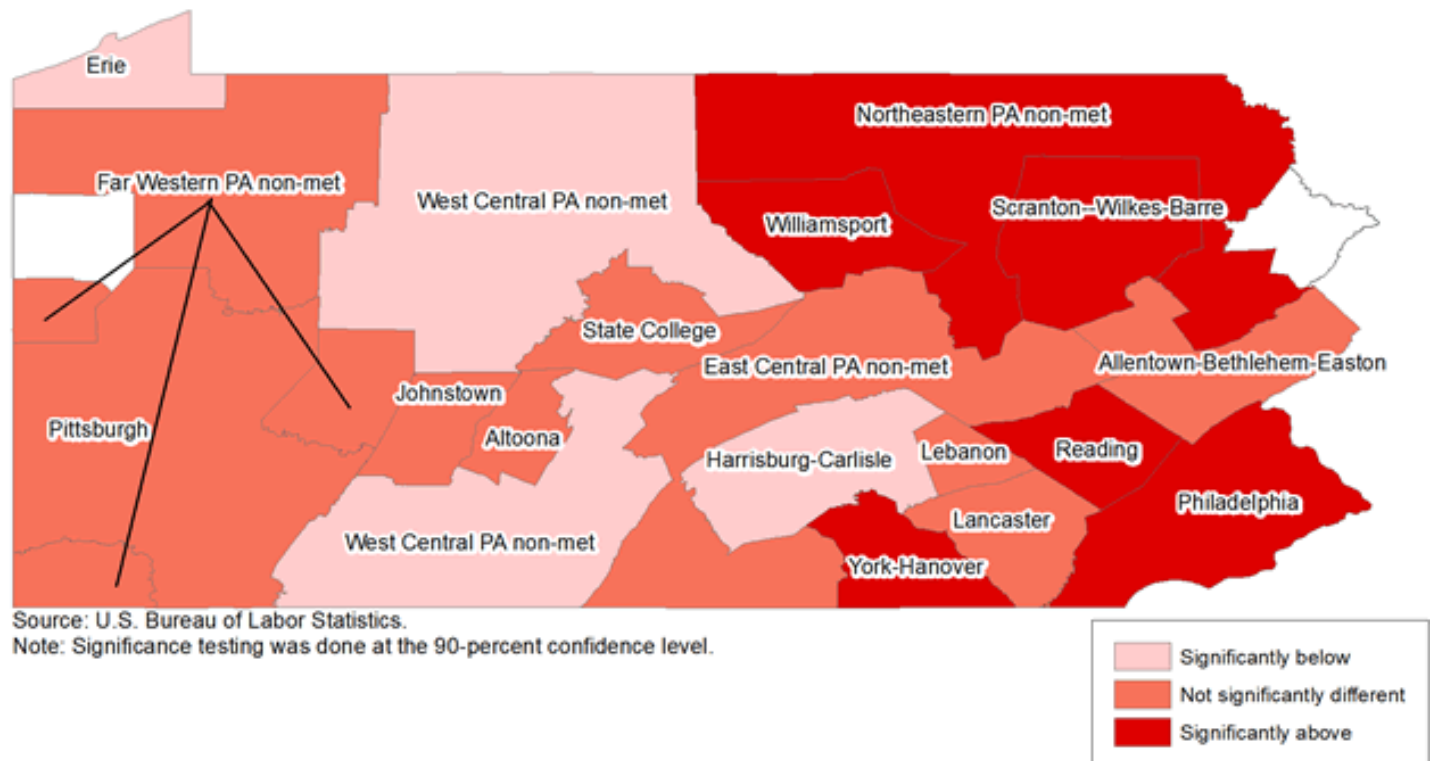 Erie
Northeastern PA non-met
Far Western PA non-met
West Central PA non-met
Scranton--Wilkes-Barre
Williamsport
State College
East Central PA non-met
Allentown-Bethlehem-Easton
Johnstown
Pittsburgh
Altoona
Harrisburg-Carlisle
Lebanon
Reading
Philadelphia
Lancaster
West Central PA non-met
York-Hanover
Source: U.S. Bureau of Labor Statistics.
Note: Significance testing was done at the 90-percent confidence level.
Significantly below
Not significantly different
Significantly above